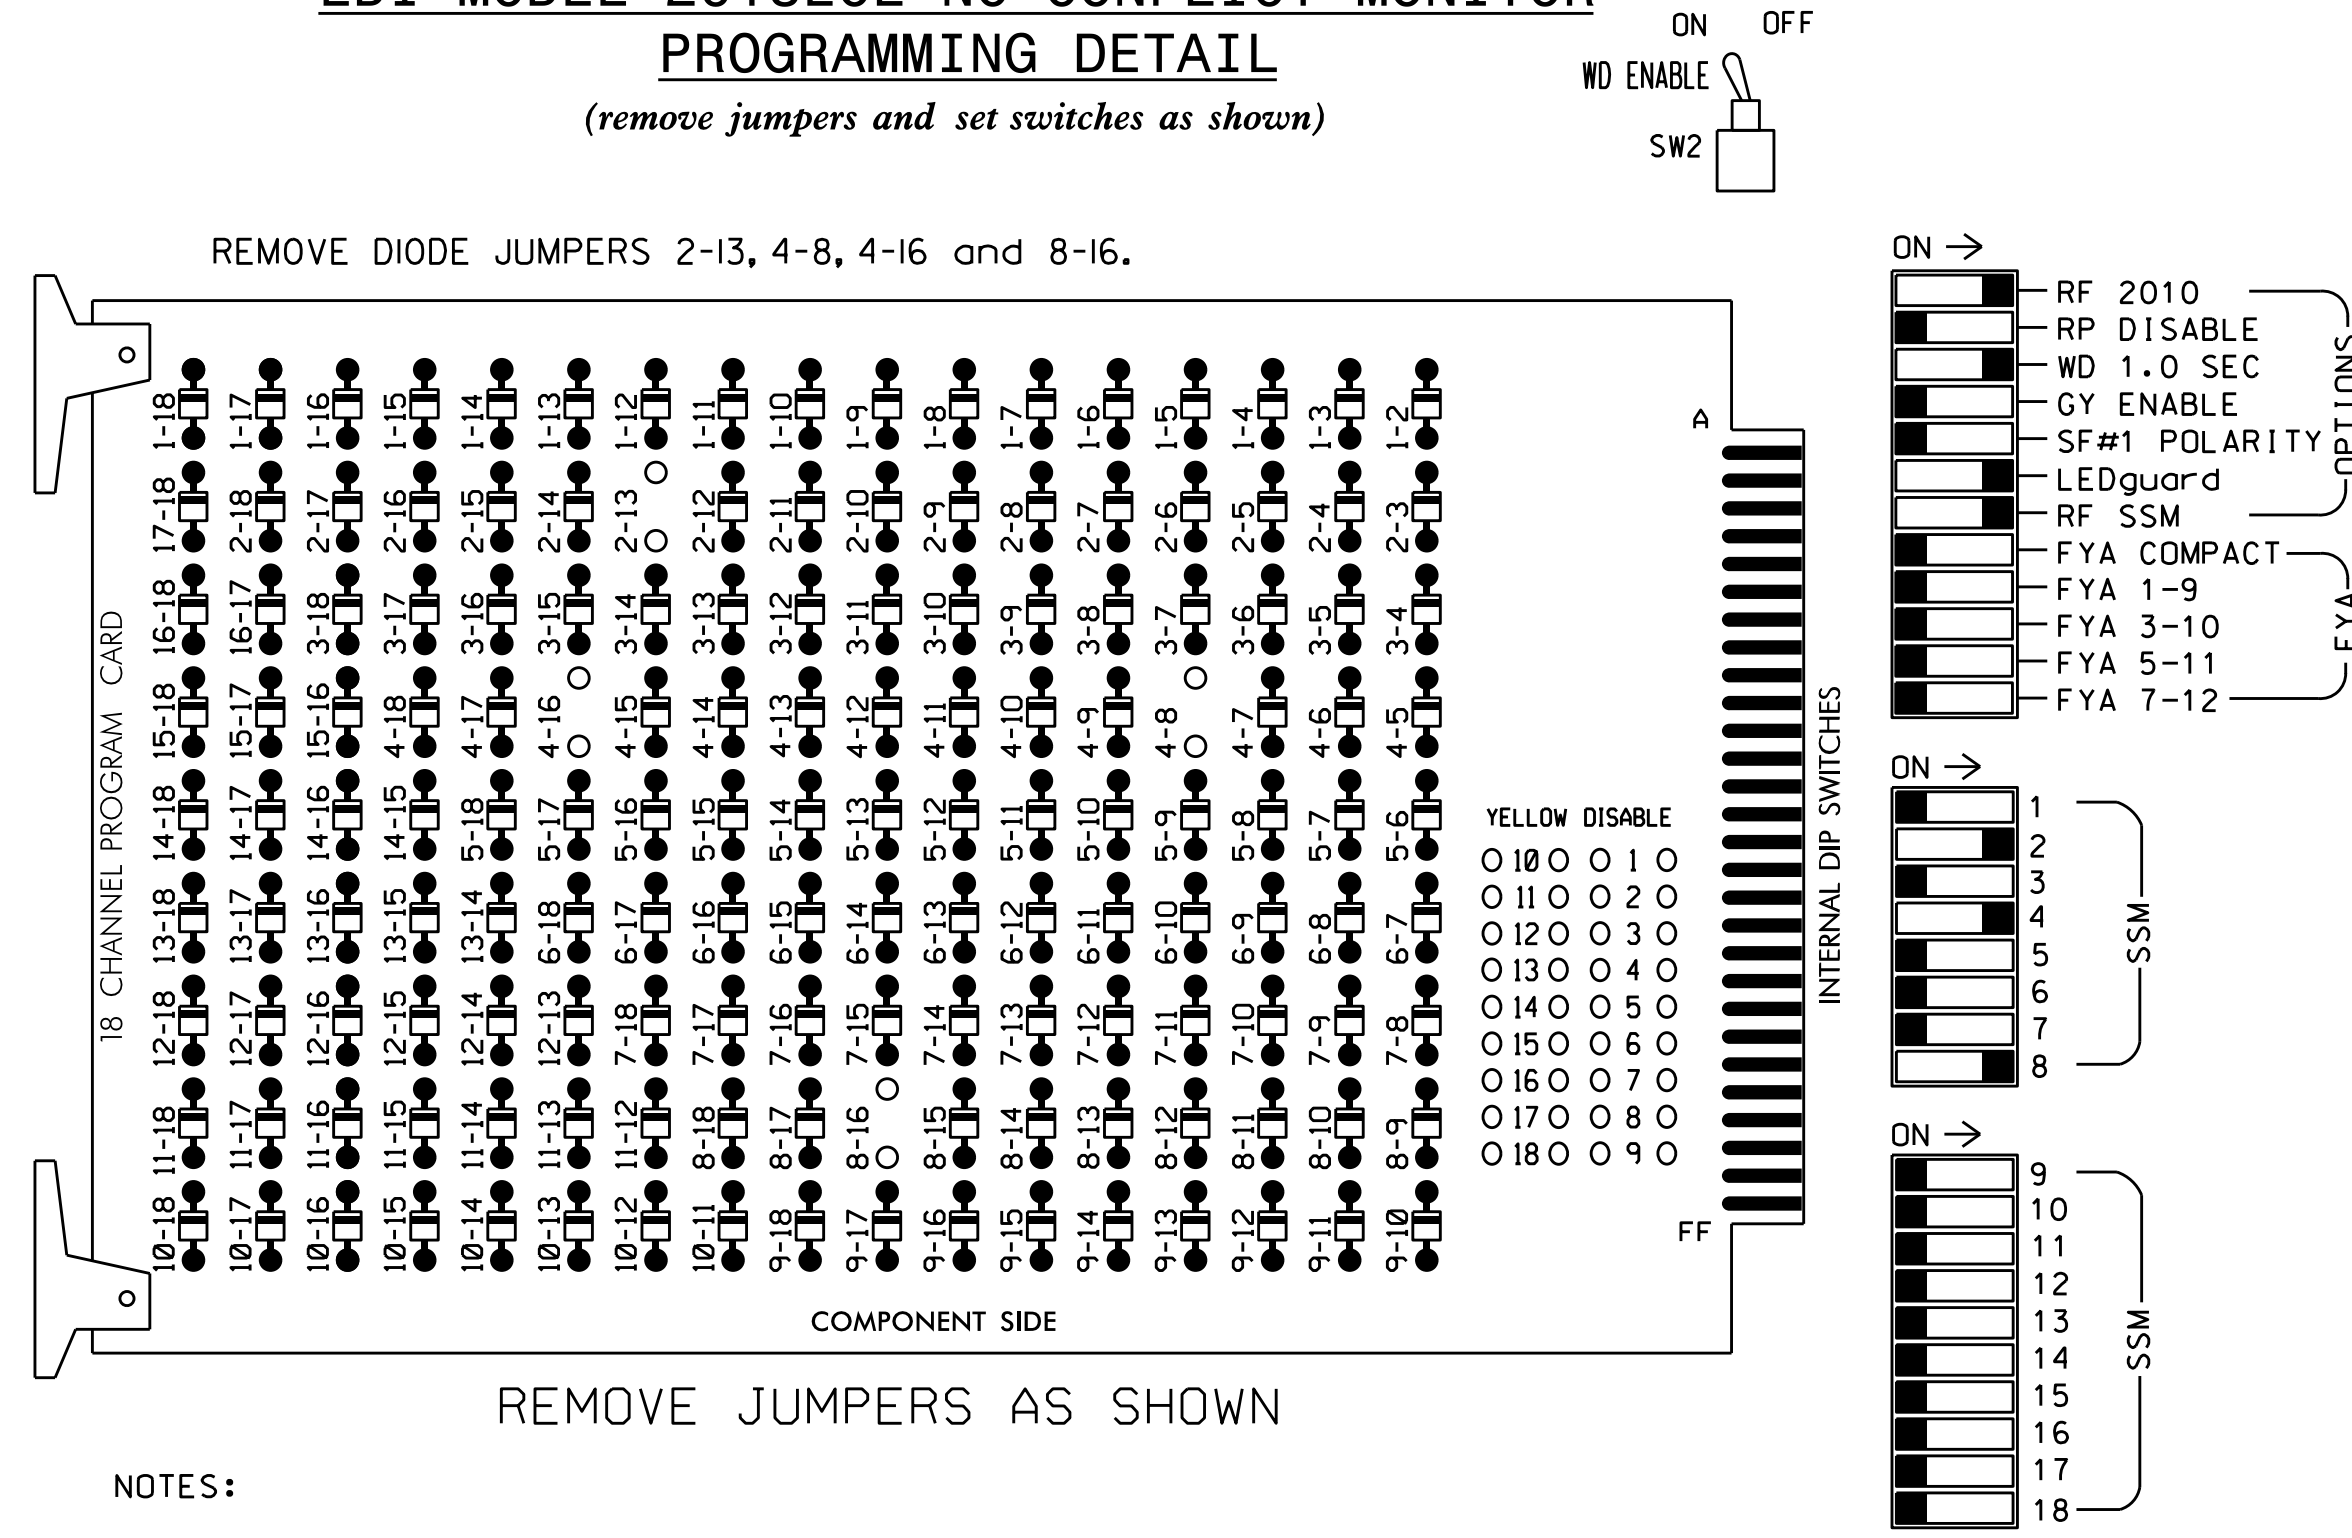 EDI MODEL 2018ECL-NC CONFLICT MONITOR
PROGRAMMING DETAIL
(remove jumpers and set switches as shown)
ON OFF
WD ENABLE
SW2
REMOVE DIODE JUMPERS 2-13, 4-8, 4-16 and 8-16.
18 CHANNEL PROGRAM CARD
1-18 1-17 1-16 1-15 1-14 1-13 1-12 1-11 1-10 1-9 1-8 1-7 1-6 1-5 1-4 1-3 1-2
17-18 2-18 2-17 2-16 2-15 2-14 2-13 2-12 2-11 2-10 2-9 2-8 2-7 2-6 2-5 2-4 2-3
16-18 16-17 3-18 3-17 3-16 3-15 3-14 3-13 3-12 3-11 3-10 3-9 3-8 3-7 3-6 3-5 3-4
15-18 15-17 15-16 4-18 4-17 4-16 4-15 4-14 4-13 4-12 4-11 4-10 4-9 4-8 4-7 4-6 4-5
14-18 14-17 14-16 14-15 5-18 5-17 5-16 5-15 5-14 5-13 5-12 5-11 5-10 5-9 5-8 5-7 5-6
13-18 13-17 13-16 13-15 13-14 6-18 6-17 6-16 6-15 6-14 6-13 6-12 6-11 6-10 6-9 6-8 6-7
12-18 12-17 12-16 12-15 12-14 12-13 7-18 7-17 7-16 7-15 7-14 7-13 7-12 7-11 7-10 7-9 7-8
11-18 11-17 11-16 11-15 11-14 11-13 11-12 8-18 8-17 8-16 8-15 8-14 8-13 8-12 8-11 8-10 8-9
10-18 10-17 10-16 10-15 10-14 10-13 10-12 10-11 9-18 9-17 9-16 9-15 9-14 9-13 9-12 9-11 9-10
A
YELLOW DISABLE
10 1
11 2
12 3
13 4
14 5
15 6
16 7
17 8
18 9
FF
COMPONENT SIDE
INTERNAL DIP SWITCHES
ON →
RF 2010
RP DISABLE
WD 1.0 SEC
GY ENABLE
SF#1 POLARITY
LEDguard
RF SSM
OPTIONS
FYA COMPACT
FYA 1-9
FYA 3-10
FYA 5-11
FYA 7-12
FYA
ON →
1
2
3
4
5
6
7
8
SSM
ON →
9
10
11
12
13
14
15
16
17
18
SSM
REMOVE JUMPERS AS SHOWN
NOTES: